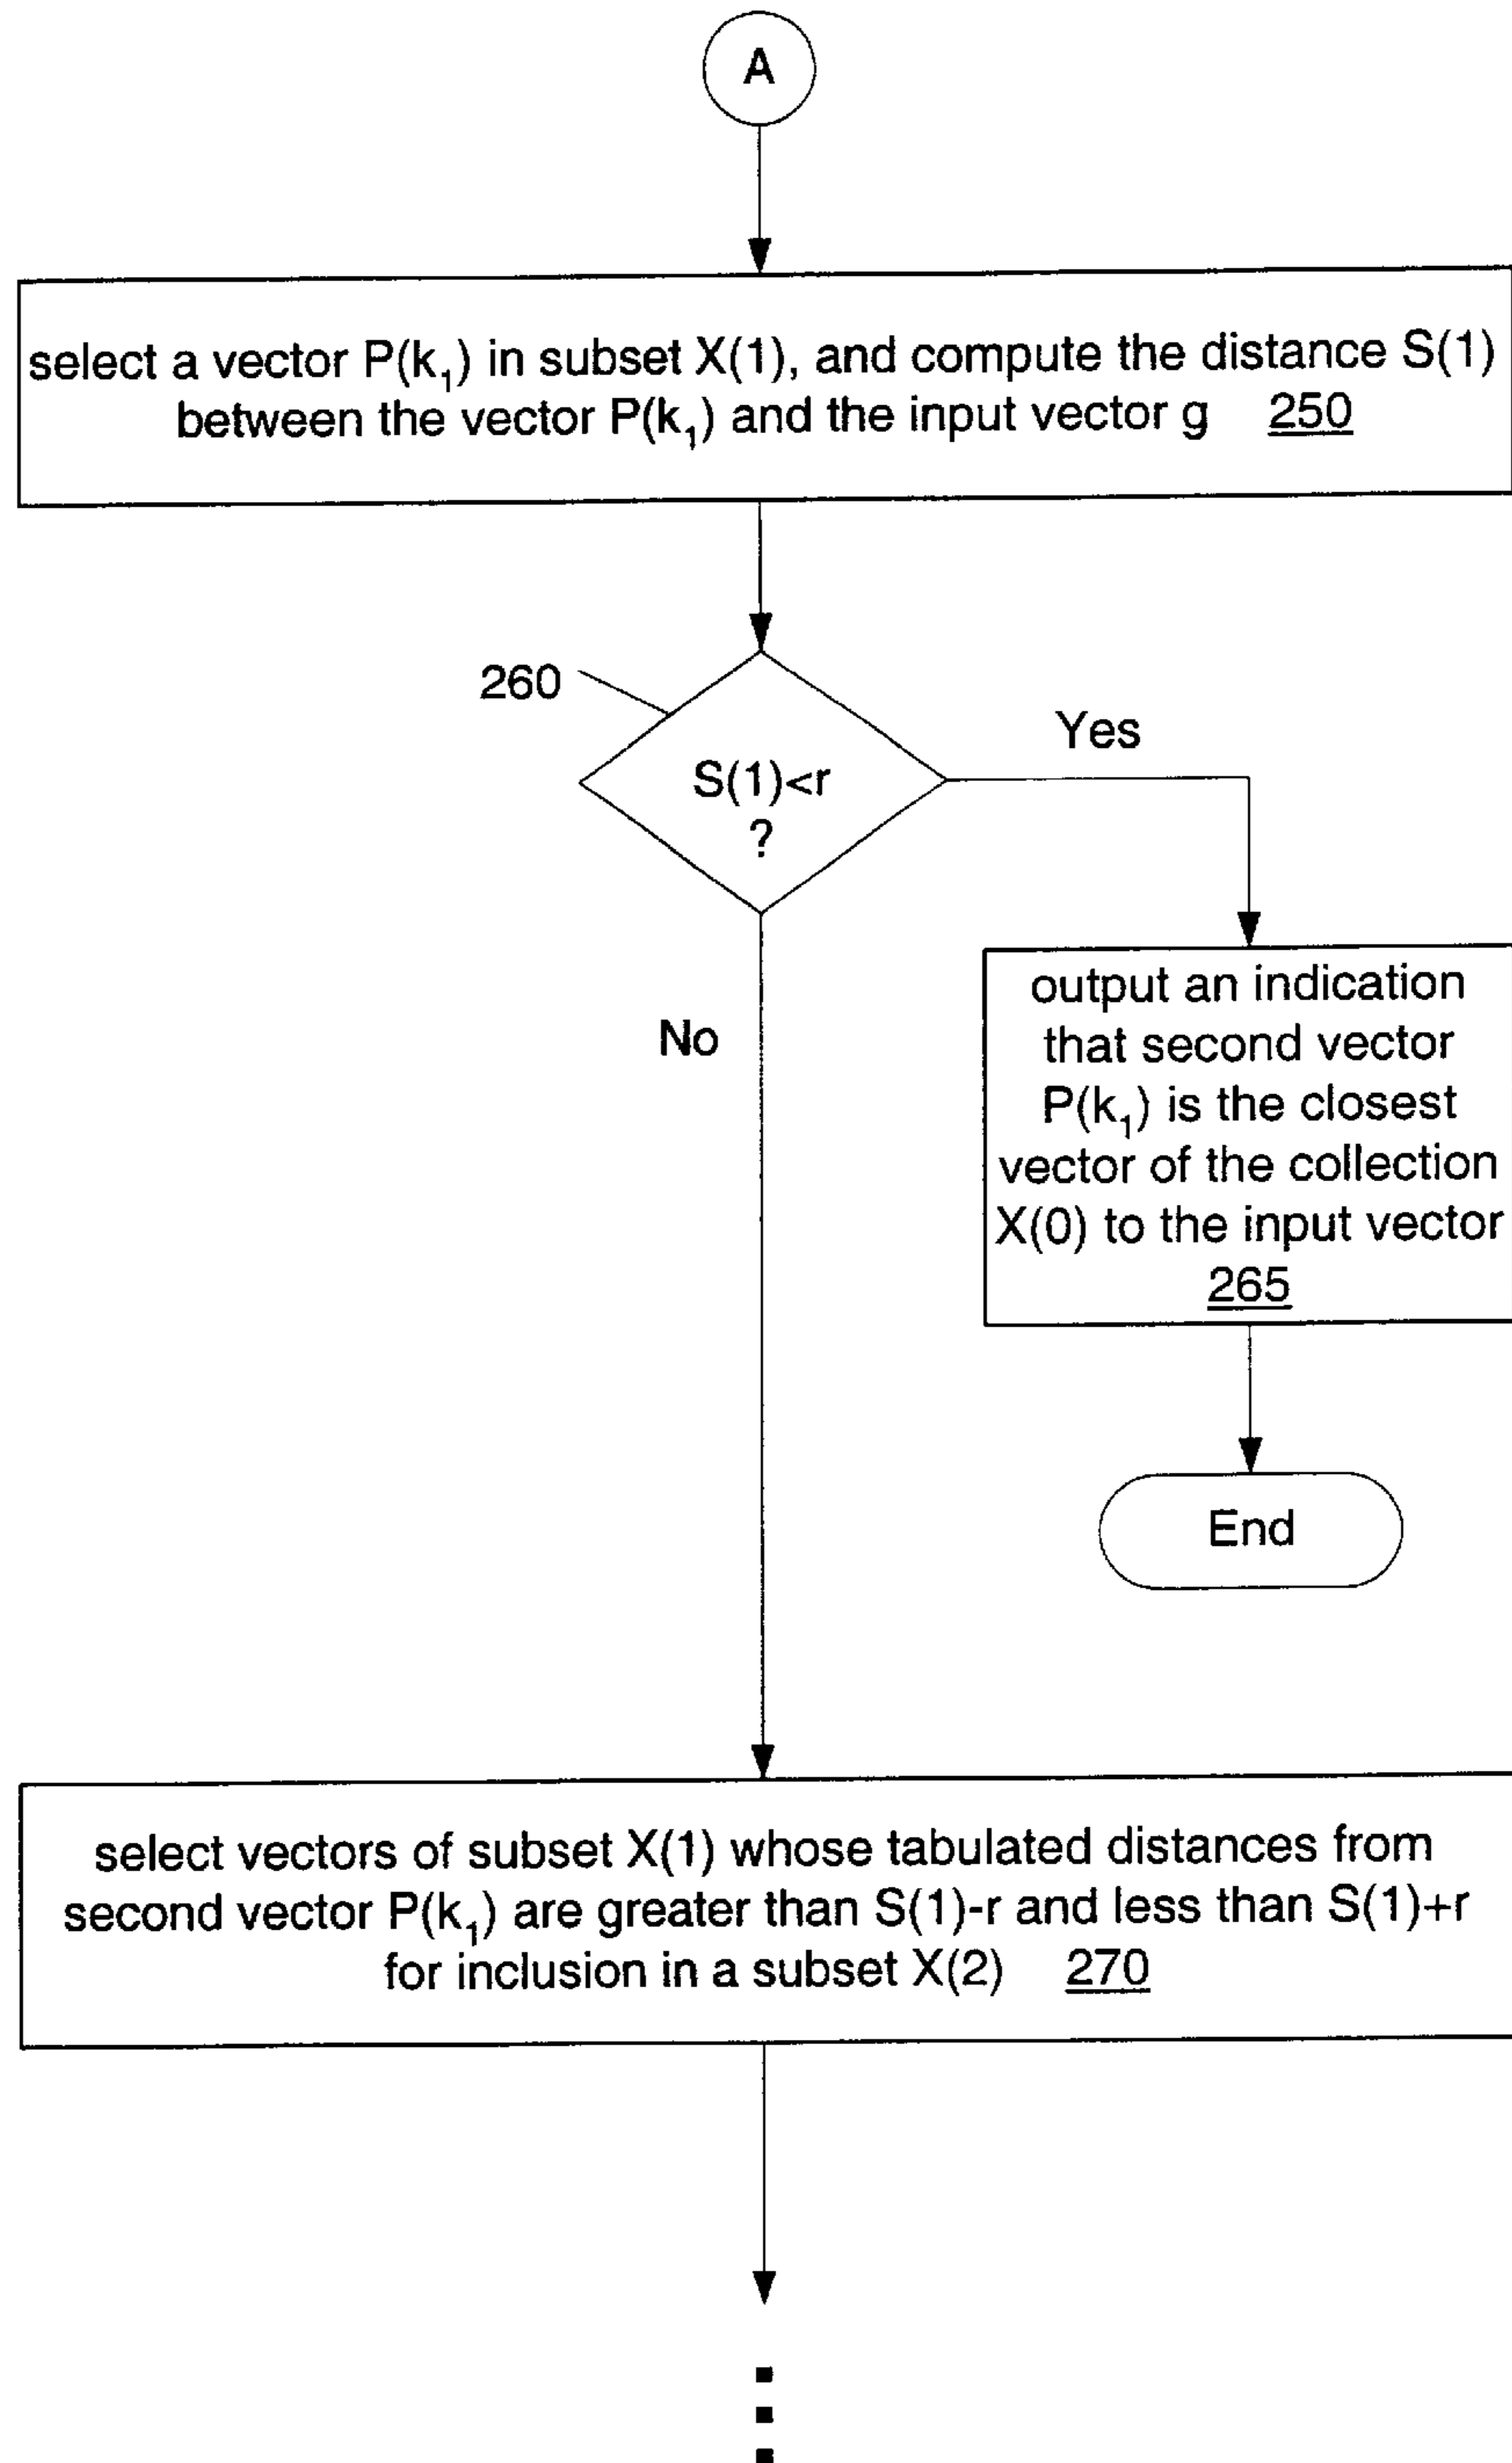 A
select a vector P(k₁) in subset X(1), and compute the distance S(1)
between the vector P(k₁) and the input vector g 250
260
S(1)<r
?
Yes
No
output an indication
that second vector
P(k₁) is the closest
vector of the collection
X(0) to the input vector
265
End
select vectors of subset X(1) whose tabulated distances from
second vector P(k₁) are greater than S(1)-r and less than S(1)+r
for inclusion in a subset X(2) 270